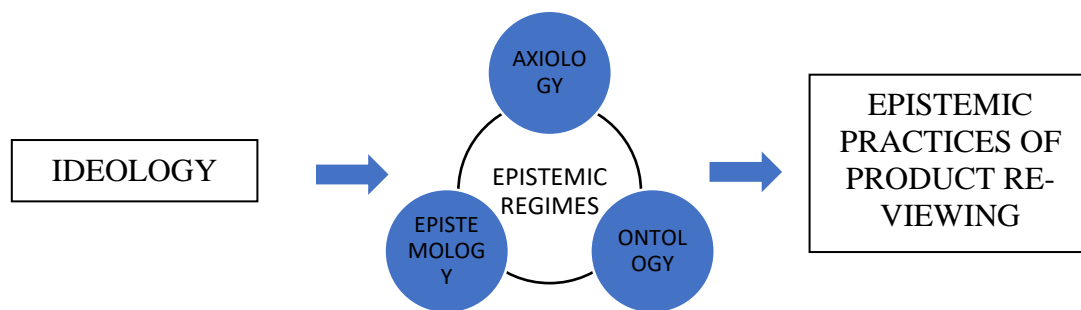 IDEOLOGY
AXIOLO
GY
EPISTEMIC
REGIMES
EPISTE
MOLOG
Y
ONTOL
OGY
EPISTEMIC
PRACTICES OF
PRODUCT RE-
VIEWING